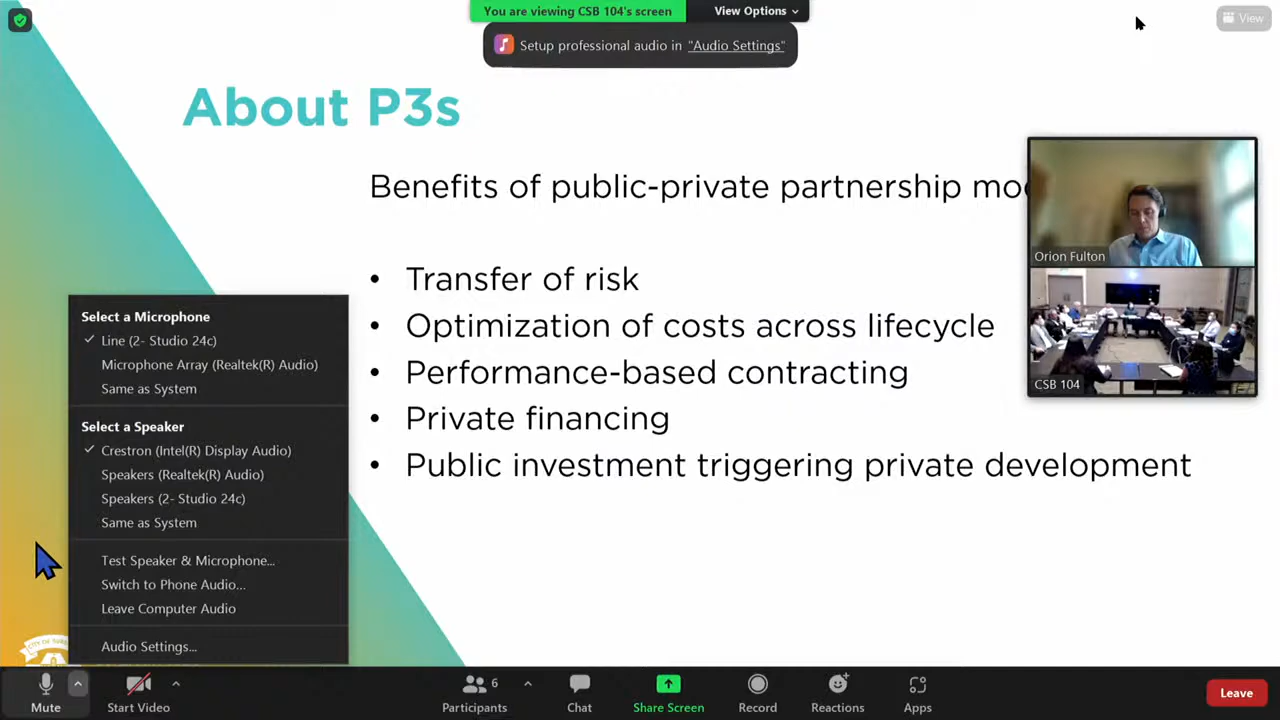 You are viewing CSB 104's screen
View Options
View
Setup professional audio in "Audio Settings"
About P3s
Benefits of public-private partnership
• Transfer of risk
• Optimization of costs across lifecycle
• Performance-based contracting
• Private financing
• Public investment triggering private development
Orion Fulton
CSB 104
Select a Microphone
Line (2- Studio 24c)
Microphone Array (Realtek(R) Audio)
Same as System
Select a Speaker
Crestron (Intel(R) Display Audio)
Speakers (Realtek(R) Audio)
Speakers (2- Studio 24c)
Same as System
Test Speaker & Microphone...
Switch to Phone Audio...
Leave Computer Audio
Audio Settings...
CITY OF
Mute
Start Video
6
Participants
Chat
Share Screen
Record
Reactions
Apps
Leave